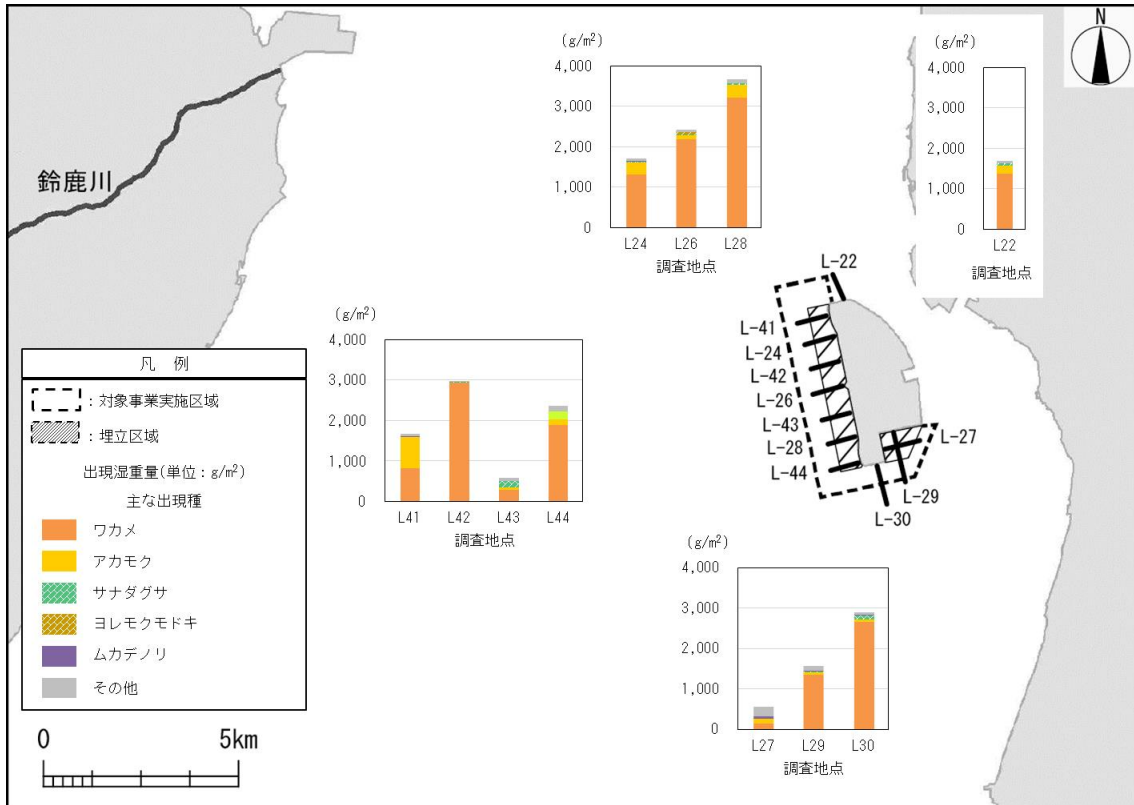 N
鈴鹿川
(g/m²)
4,000
3,000
2,000
1,000
0
L24 L26 L28
調査地点
(g/m²)
4,000
3,000
2,000
1,000
0
L22
調査地点
(g/m²)
4,000
3,000
2,000
1,000
0
L41 L42 L43 L44
調査地点
L-22
L-41
L-24
L-42
L-26
L-43
L-28
L-44
L-27
L-29
L-30
(g/m²)
4,000
3,000
2,000
1,000
0
L27 L29 L30
調査地点
凡 例
:対象事業実施区域
:埋立区域
出現湿重量(単位:g/m²)
主な出現種
ワカメ
アカモク
サナダグサ
ヨレモクモドキ
ムカデノリ
その他
0 5km